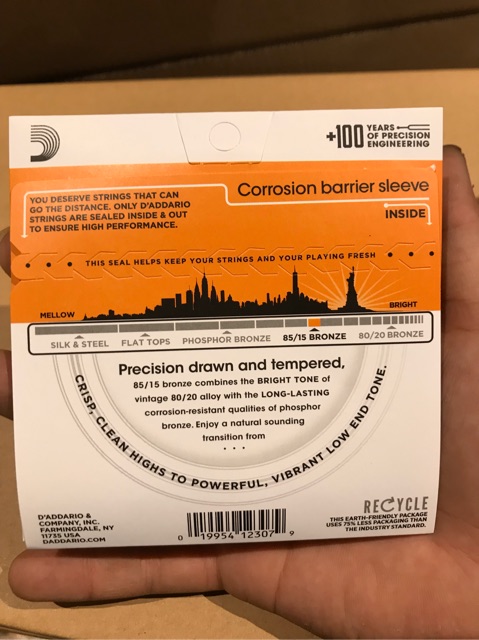 +100 YEARS
OF PRECISION
ENGINEERING
YOU DESERVE STRINGS THAT CAN
GO THE DISTANCE. ONLY D'ADDARIO
STRINGS ARE SEALED INSIDE & OUT
TO ENSURE HIGH PERFORMANCE.
Corrosion barrier sleeve
INSIDE
THIS SEAL HELPS KEEP YOUR STRINGS AND YOUR PLAYING FRESH
MELLOW
BRIGHT
SILK & STEEL
FLAT TOPS
PHOSPHOR BRONZE
85/15 BRONZE
80/20 BRONZE
Precision drawn and tempered,
85/15 bronze combines the BRIGHT TONE of
vintage 80/20 alloy with the LONG-LASTING
corrosion-resistant qualities of phosphor
bronze. Enjoy a natural sounding
transition from
...
CRISP, CLEAN HIGHS TO POWERFUL, VIBRANT LOW END TONE.
D'ADDARIO &
COMPANY, INC.
FARMINGDALE, NY
11735 USA
DADDARIO.COM
0 19954 12307 9
RECYCLE
THIS EARTH-FRIENDLY PACKAGE
USES 75% LESS PACKAGING THAN
THE INDUSTRY STANDARD.